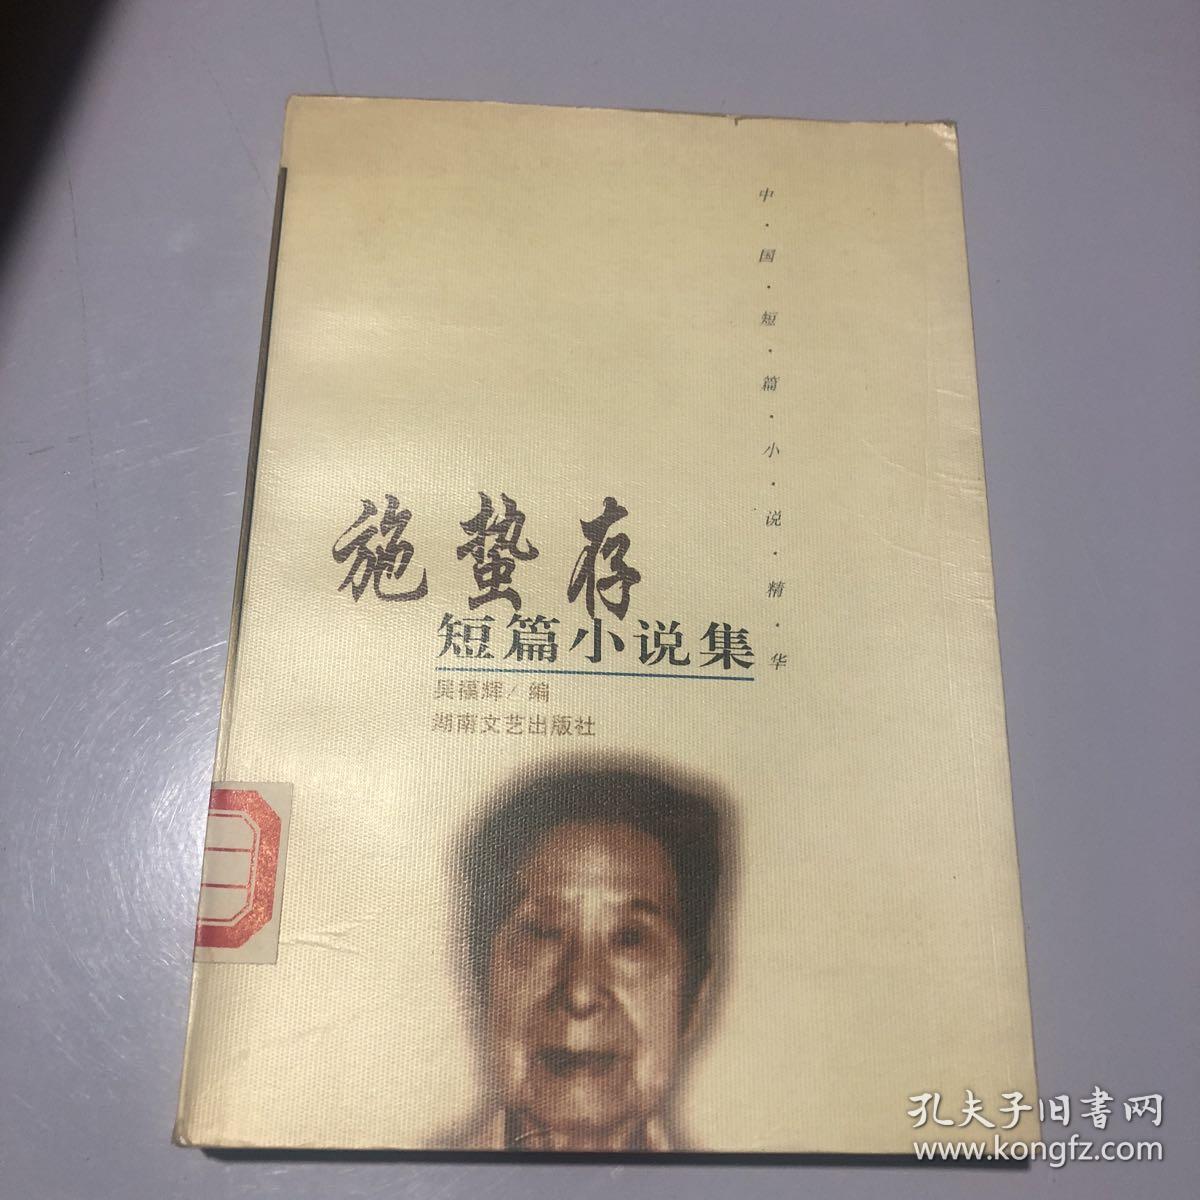 中·国·短·篇·小·说·精·华
施蛰存
短篇小说集
吴福辉/编
湖南文艺出版社
孔夫子旧书网
www.kongfz.com